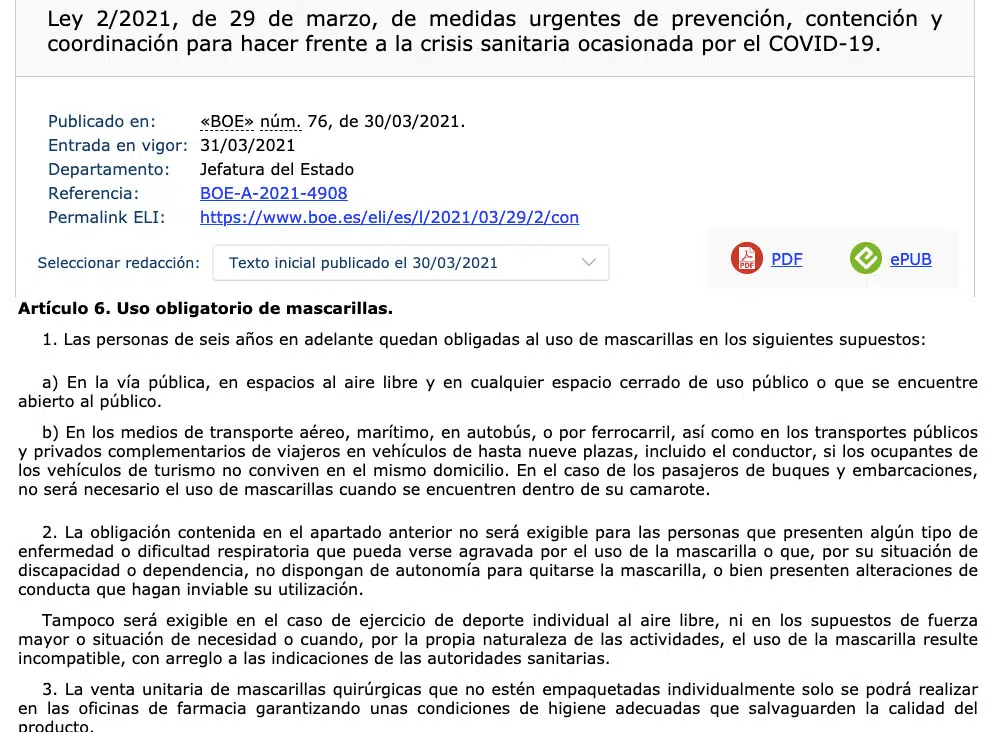 Ley 2/2021, de 29 de marzo, de medidas urgentes de prevención, contención y
coordinación para hacer frente a la crisis sanitaria ocasionada por el COVID-19.
Publicado en: «BOE» núm. 76, de 30/03/2021.
Entrada en vigor: 31/03/2021
Departamento: Jefatura del Estado
Referencia: BOE-A-2021-4908
Permalink ELI: https://www.boe.es/eli/es/l/2021/03/29/2/con
Seleccionar redacción: Texto inicial publicado el 30/03/2021
PDF PDF ePUB
Artículo 6. Uso obligatorio de mascarillas.
1. Las personas de seis años en adelante quedan obligadas al uso de mascarillas en los siguientes supuestos:
a) En la vía pública, en espacios al aire libre y en cualquier espacio cerrado de uso público o que se encuentre
abierto al público.
b) En los medios de transporte aéreo, marítimo, en autobús, o por ferrocarril, así como en los transportes públicos
y privados complementarios de viajeros en vehículos de hasta nueve plazas, incluido el conductor, si los ocupantes de
los vehículos de turismo no conviven en el mismo domicilio. En el caso de los pasajeros de buques y embarcaciones,
no será necesario el uso de mascarillas cuando se encuentren dentro de su camarote.
2. La obligación contenida en el apartado anterior no será exigible para las personas que presenten algún tipo de
enfermedad o dificultad respiratoria que pueda verse agravada por el uso de la mascarilla o que, por su situación de
discapacidad o dependencia, no dispongan de autonomía para quitarse la mascarilla, o bien presenten alteraciones de
conducta que hagan inviable su utilización.
Tampoco será exigible en el caso de ejercicio de deporte individual al aire libre, ni en los supuestos de fuerza
mayor o situación de necesidad o cuando, por la propia naturaleza de las actividades, el uso de la mascarilla resulte
incompatible, con arreglo a las indicaciones de las autoridades sanitarias.
3. La venta unitaria de mascarillas quirúrgicas que no estén empaquetadas individualmente solo se podrá realizar
en las oficinas de farmacia garantizando unas condiciones de higiene adecuadas que salvaguarden la calidad del
producto.